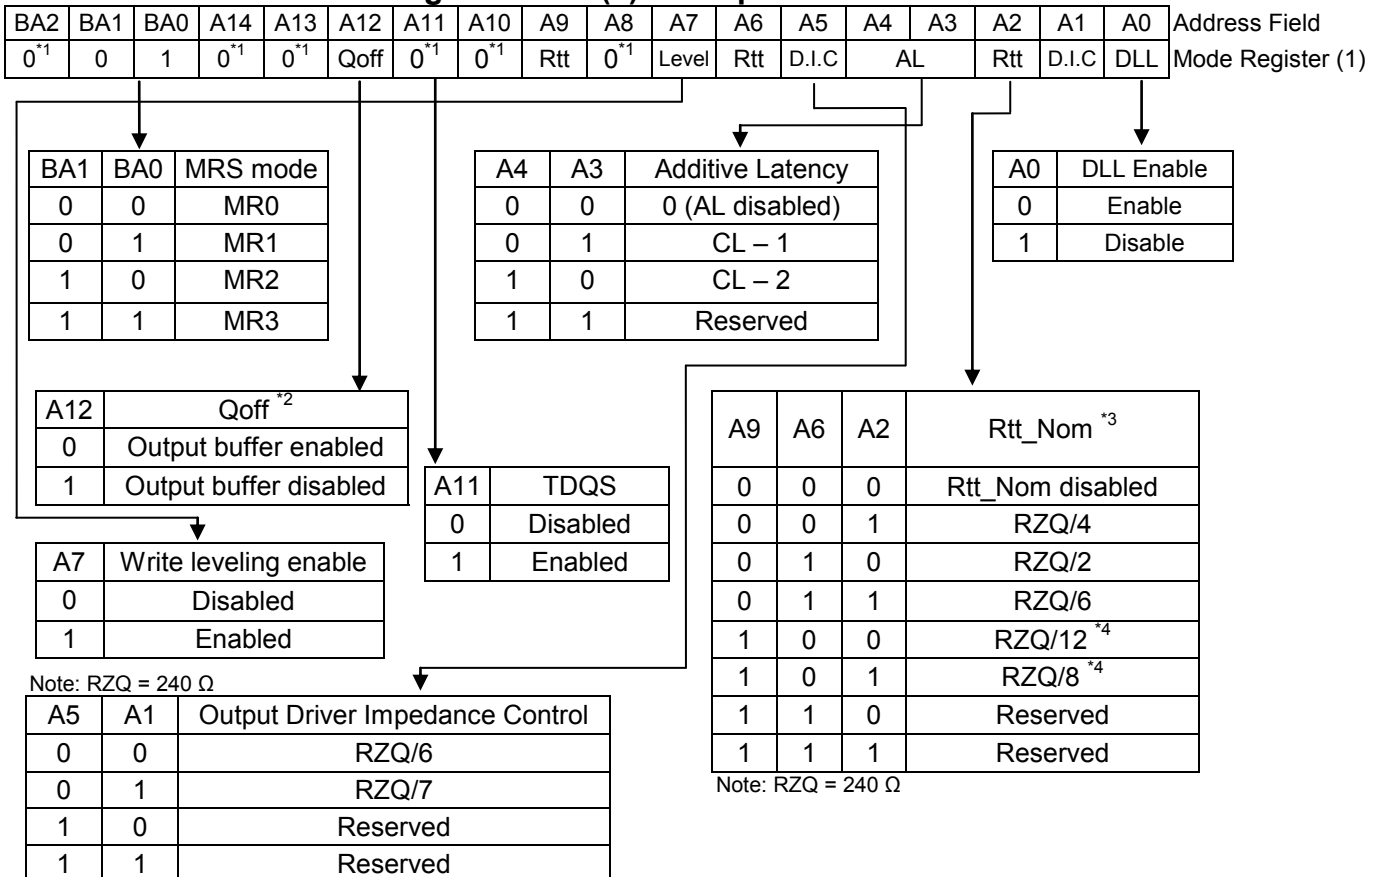 BA2 BA1 BA0 A14 A13 A12 A11 A10 A9 A8 A7 A6 A5 A4 A3 A2 A1 A0 Address Field
0*1 0 1 0*1 0*1 Qoff 0*1 0*1 Rtt 0*1 Level Rtt D.I.C AL Rtt D.I.C DLL Mode Register (1)
BA1 BA0 MRS mode
0 0 MR0
0 1 MR1
1 0 MR2
1 1 MR3
A4 A3 Additive Latency
0 0 0 (AL disabled)
0 1 CL – 1
1 0 CL – 2
1 1 Reserved
A0 DLL Enable
0 Enable
1 Disable
A12 Qoff *2
0 Output buffer enabled
1 Output buffer disabled
A11 TDQS
0 Disabled
1 Enabled
A9 A6 A2 Rtt_Nom *3
0 0 0 Rtt_Nom disabled
0 0 1 RZQ/4
0 1 0 RZQ/2
0 1 1 RZQ/6
1 0 0 RZQ/12 *4
1 0 1 RZQ/8 *4
1 1 0 Reserved
1 1 1 Reserved
Note: RZQ = 240 Ω
A7 Write leveling enable
0 Disabled
1 Enabled
Note: RZQ = 240 Ω
A5 A1 Output Driver Impedance Control
0 0 RZQ/6
0 1 RZQ/7
1 0 Reserved
1 1 Reserved